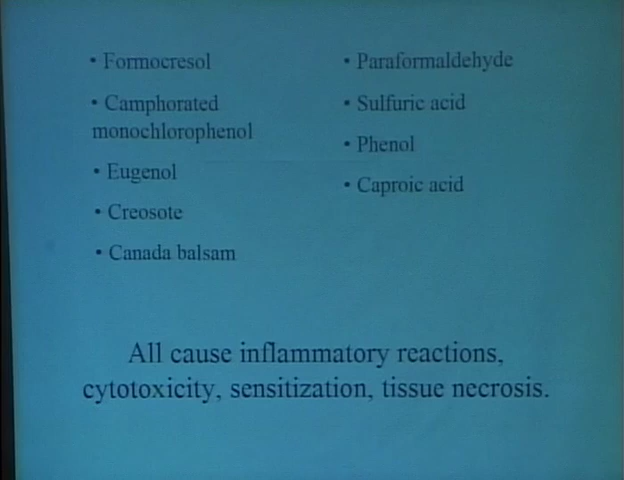 • Formocresol
• Camphorated
monochlorophenol
• Eugenol
• Creosote
• Canada balsam
• Paraformaldehyde
• Sulfuric acid
• Phenol
• Caproic acid
All cause inflammatory reactions,
cytotoxicity, sensitization, tissue necrosis.